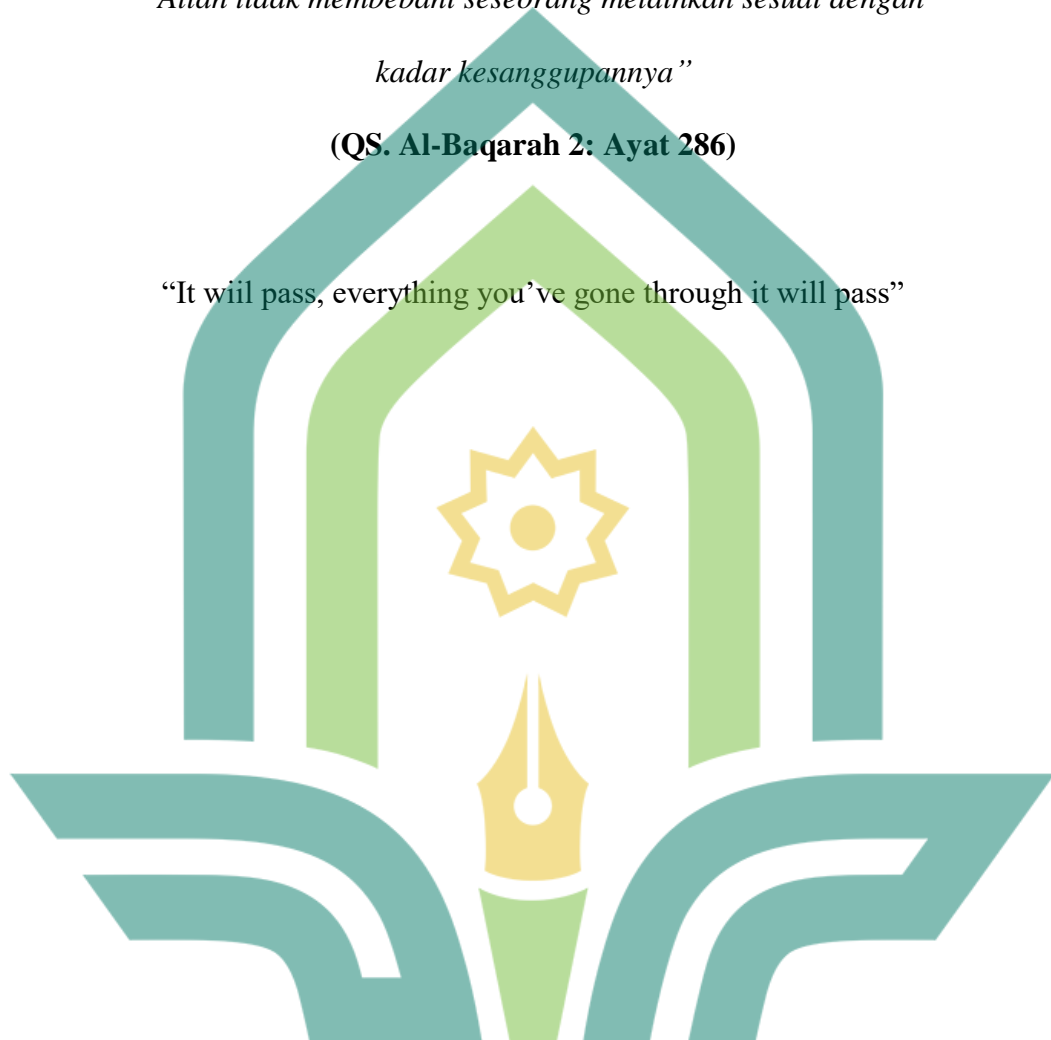 Allah tidak membebani seseorang melainkan sesuai dengan
kadar kesanggupannya”
(QS. Al-Baqarah 2: Ayat 286)
“It wiil pass, everything you’ve gone through it will pass”